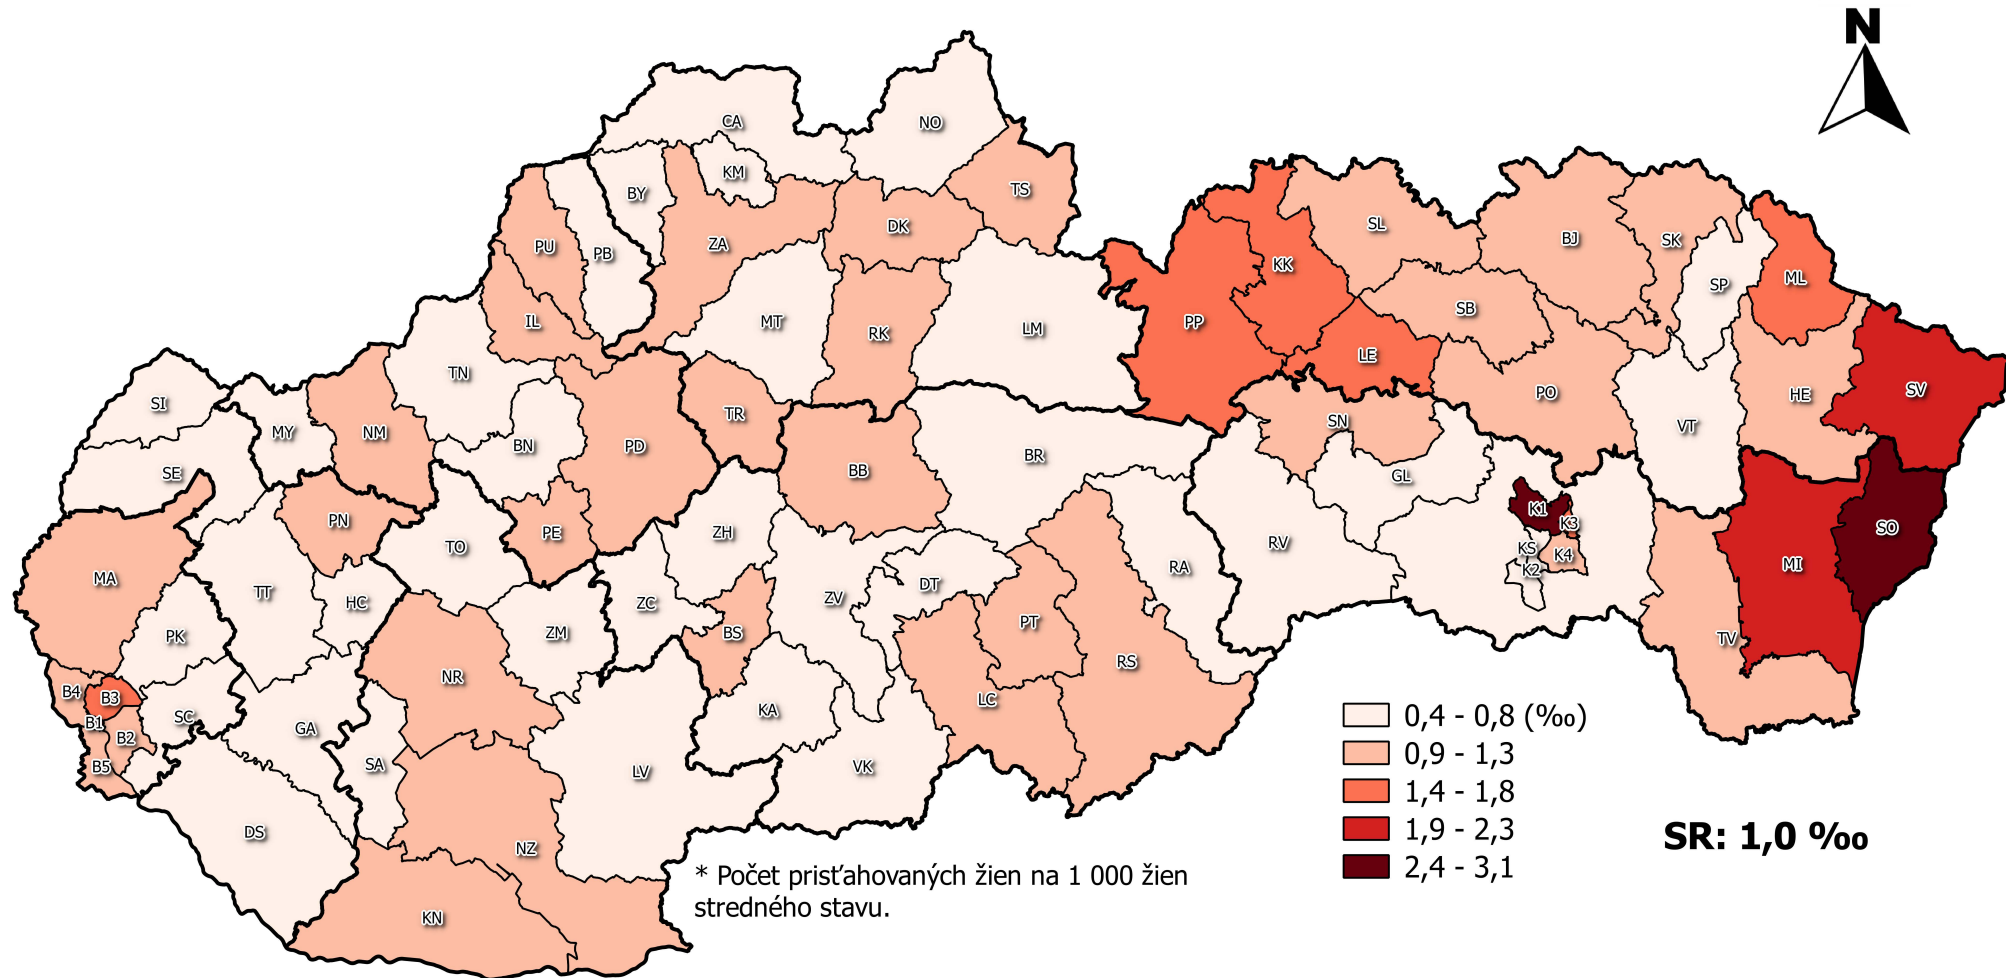 N
CA
NO
KM
BY
TS
PU
PB
ZA
DK
SL
BJ
SK
KK
SP
ML
IL
MT
RK
LM
PP
SB
LE
TN
SI
MY
NM
BN
PD
TR
BB
BR
SN
PO
VT
HE
SV
SE
GL
PN
PE
ZH
K1
K3
SO
TO
RV
KS
K4
K2
MA
TT
HC
ZC
ZV
DT
RA
MI
PK
ZM
BS
PT
TV
B4
B3
NR
RS
B1
SC
B2
GA
KA
LC
B5
SA
LV
VK
DS
NZ
KN
0,4 - 0,8 (‰)
0,9 - 1,3
1,4 - 1,8
1,9 - 2,3
2,4 - 3,1
SR: 1,0 ‰
* Počet prisťahovaných žien na 1 000 žien
stredného stavu.